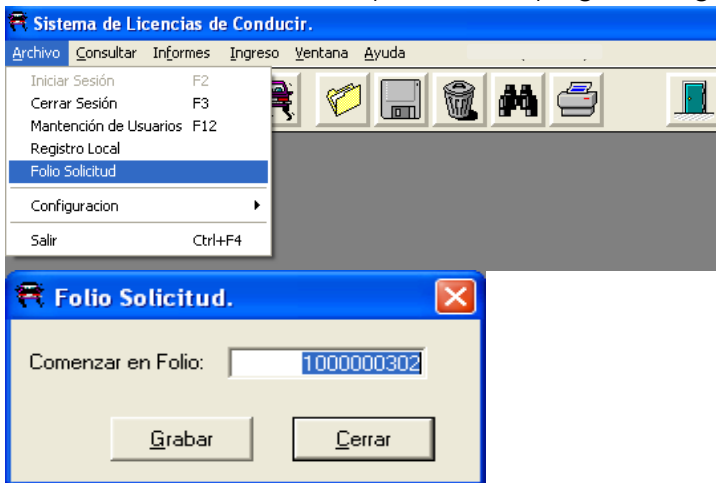 Sistema de Licencias de Conducir.
Archivo Consultar Informes Ingreso Ventana Ayuda
Iniciar Sesión F2
Cerrar Sesión F3
Mantención de Usuarios F12
Registro Local
Folio Solicitud
Configuracion
Salir Ctrl+F4
Folio Solicitud.
Comenzar en Folio: 1000000302
Grabar Cerrar